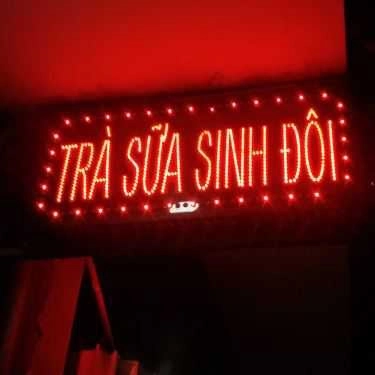 TRÀ SỮA SINH ĐÔI